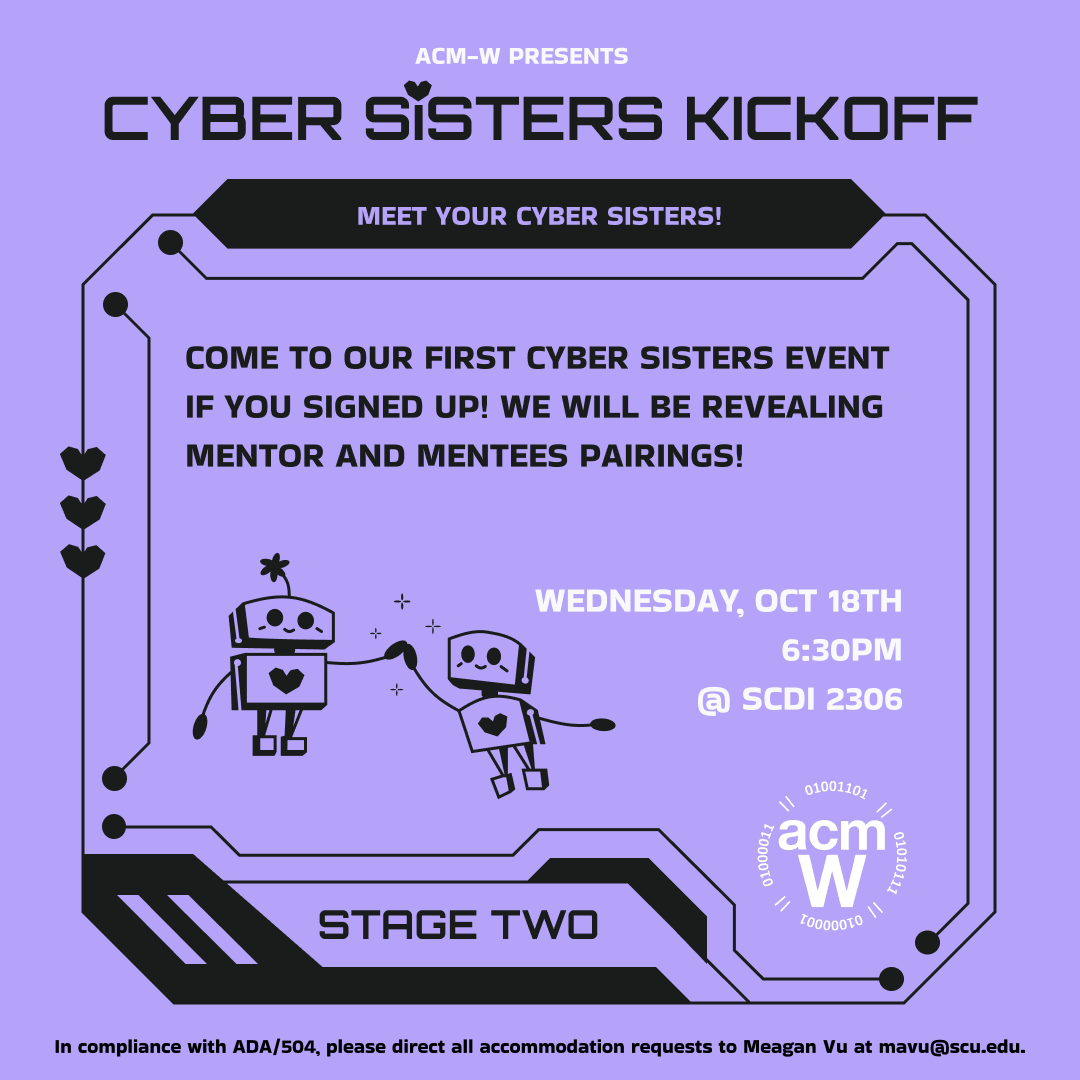 ACM-W PRESENTS
CYBER SiSTERS KICKOFF
MEET YOUR CYBER SISTERS!
COME TO OUR FIRST CYBER SISTERS EVENT
IF YOU SIGNED UP! WE WILL BE REVEALING
MENTOR AND MENTEES PAIRINGS!
WEDNESDAY, OCT 18TH
6:30PM
@ SCDI 2306
01001101
//
//
01000011
acm
W
01010111
//
//
01000001
STAGE TWO
In compliance with ADA/504, please direct all accommodation requests to Meagan Vu at mavu@scu.edu.